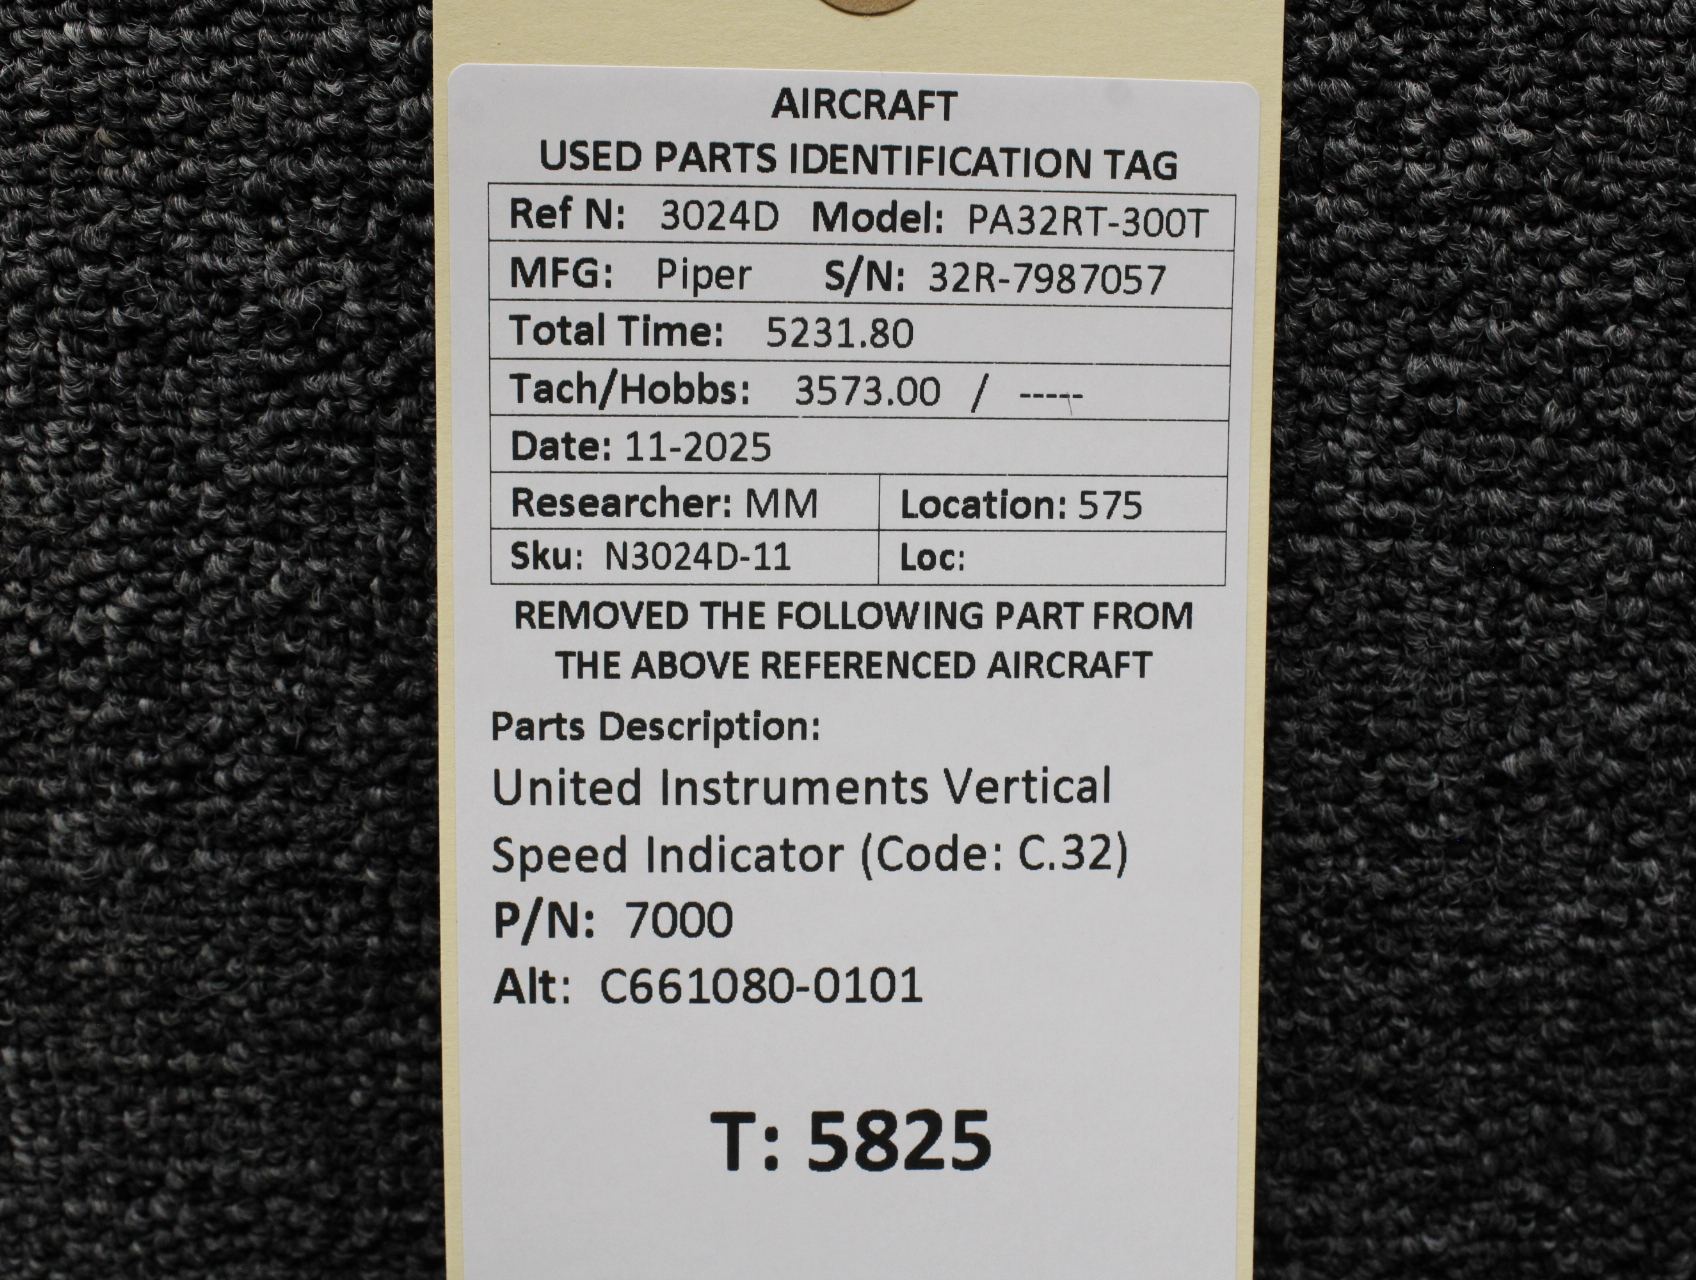 AIRCRAFT
USED PARTS IDENTIFICATION TAG
Ref N: 3024D Model: PA32RT-300T
MFG: Piper S/N: 32R-7987057
Total Time: 5231.80
Tach/Hobbs: 3573.00 / -----
Date: 11-2025
Researcher: MM Location: 575
Sku: N3024D-11 Loc:
REMOVED THE FOLLOWING PART FROM
THE ABOVE REFERENCED AIRCRAFT
Parts Description:
United Instruments Vertical
Speed Indicator (Code: C.32)
P/N: 7000
Alt: C661080-0101
T: 5825